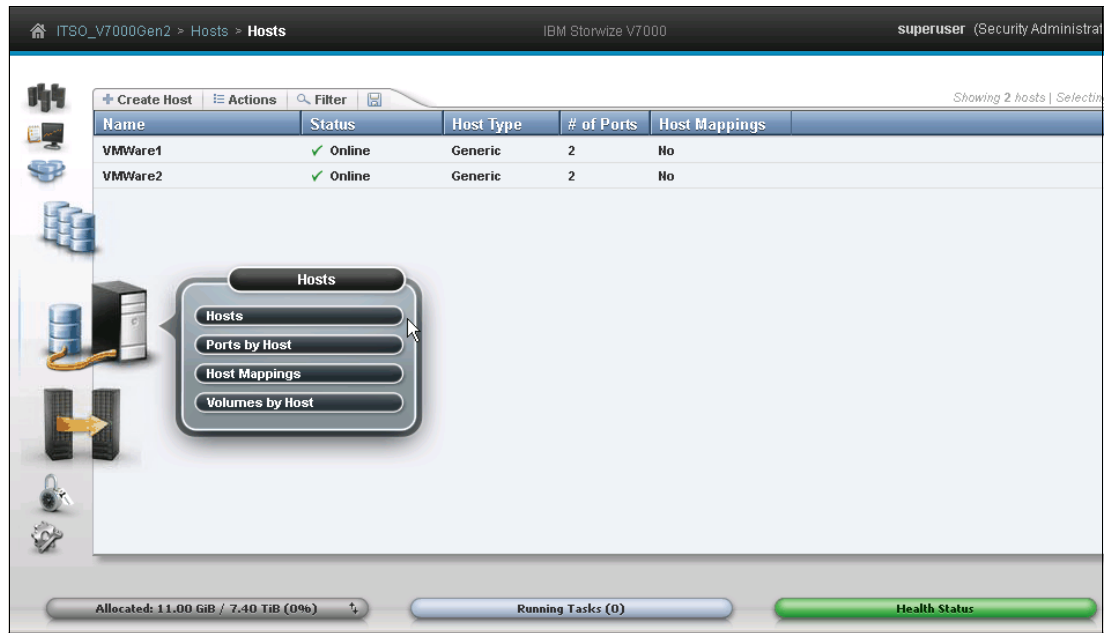 ITSO_V7000Gen2 > Hosts > Hosts
IBM Storwize V7000
superuser (Security Administrat
Create Host
Actions
Filter
Showing 2 hosts | Selectin
Name Status Host Type # of Ports Host Mappings
VMWare1 Online Generic 2 No
VMWare2 Online Generic 2 No
Hosts
Hosts
Ports by Host
Host Mappings
Volumes by Host
Allocated: 11.00 GiB / 7.40 TiB (0%)
Running Tasks (0)
Health Status